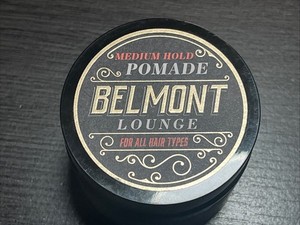 MEDIUM HOLD
POMADE
BELMONT
LOUNGE
FOR ALL HAIR TYPES